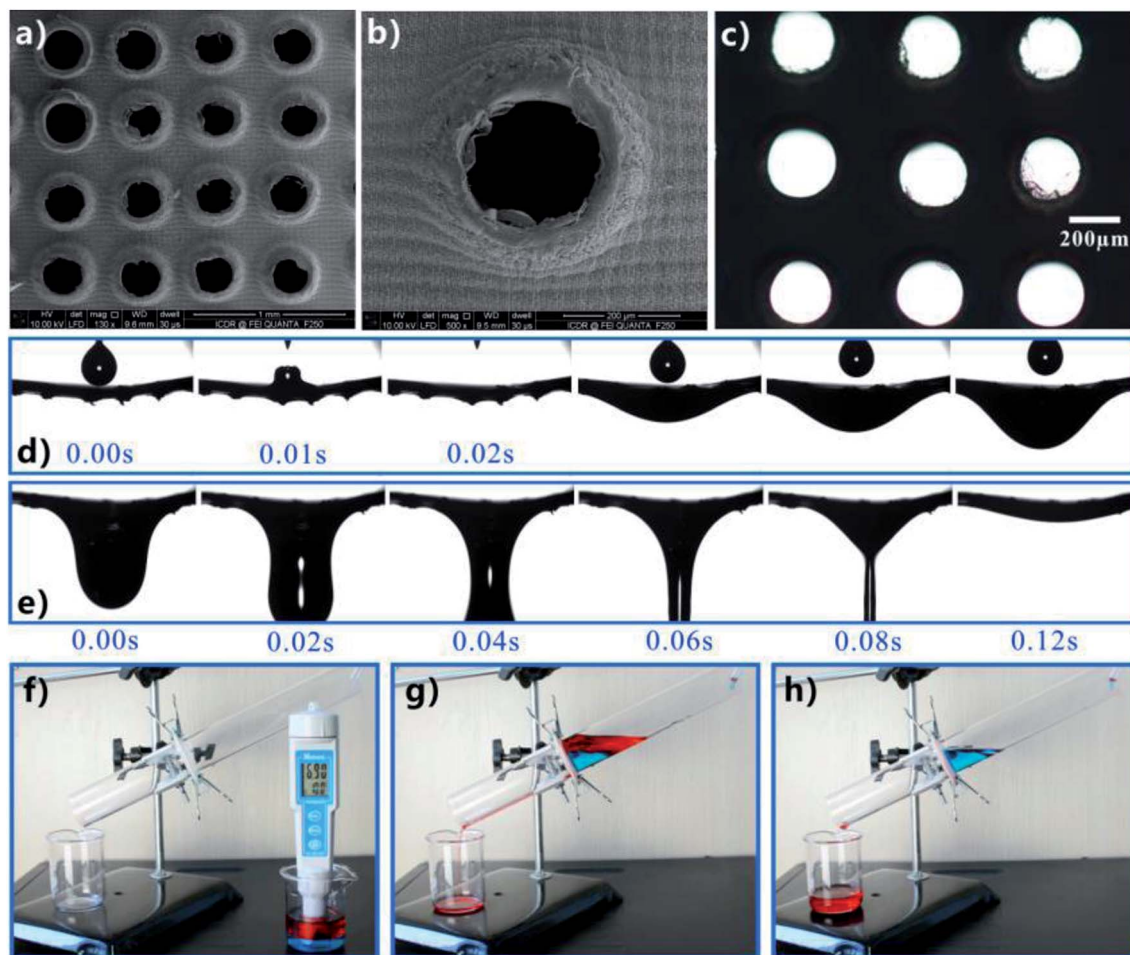 a)
b)
c)
200μm
HV det mag □ WD dwell 1 mm
10.00 kV LFD 130 x 9.6 mm 30 µs ICDR @ FEI QUANTA F250
HV det mag □ WD dwell 200 µm
10.00 kV LFD 500 x 9.5 mm 30 µs ICDR @ FEI QUANTA F250
d) 0.00s 0.01s 0.02s
e)
0.00s 0.02s 0.04s 0.06s 0.08s 0.12s
f)
g)
h)